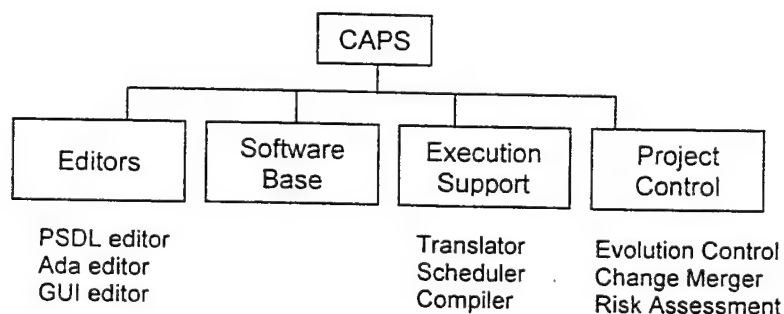 CAPS
Editors
Software
Base
Execution
Support
Project
Control
PSDL editor
Ada editor
GUI editor
Translator
Scheduler
Compiler
Evolution Control
Change Merger
Risk Assessment